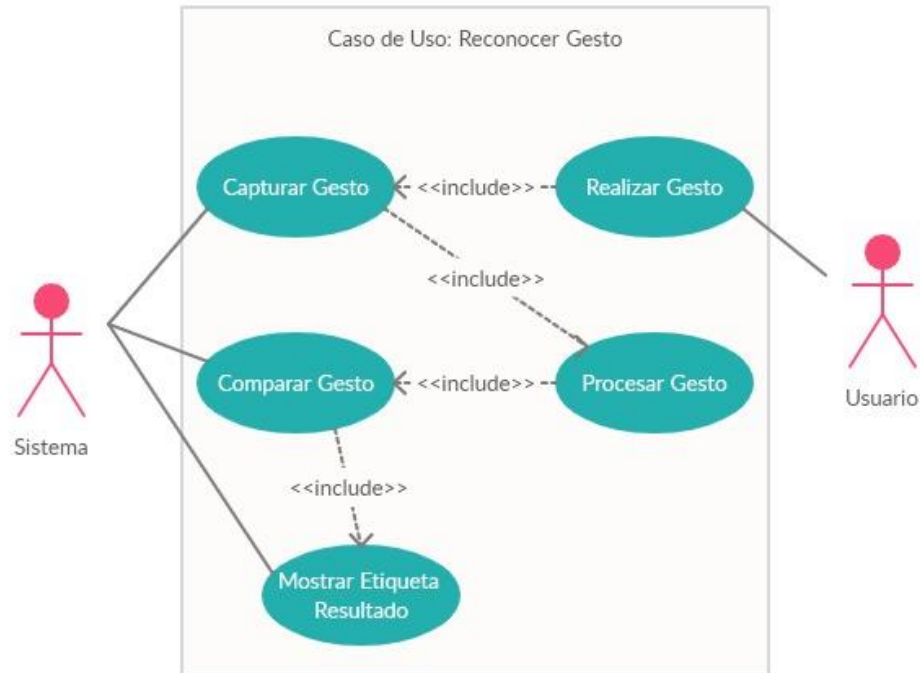 Caso de Uso: Reconocer Gesto
Capturar Gesto
<<include>>
Realizar Gesto
<<include>>
Comparar Gesto
<<include>>
Procesar Gesto
Usuario
Sistema
<<include>>
Mostrar Etiqueta
Resultado